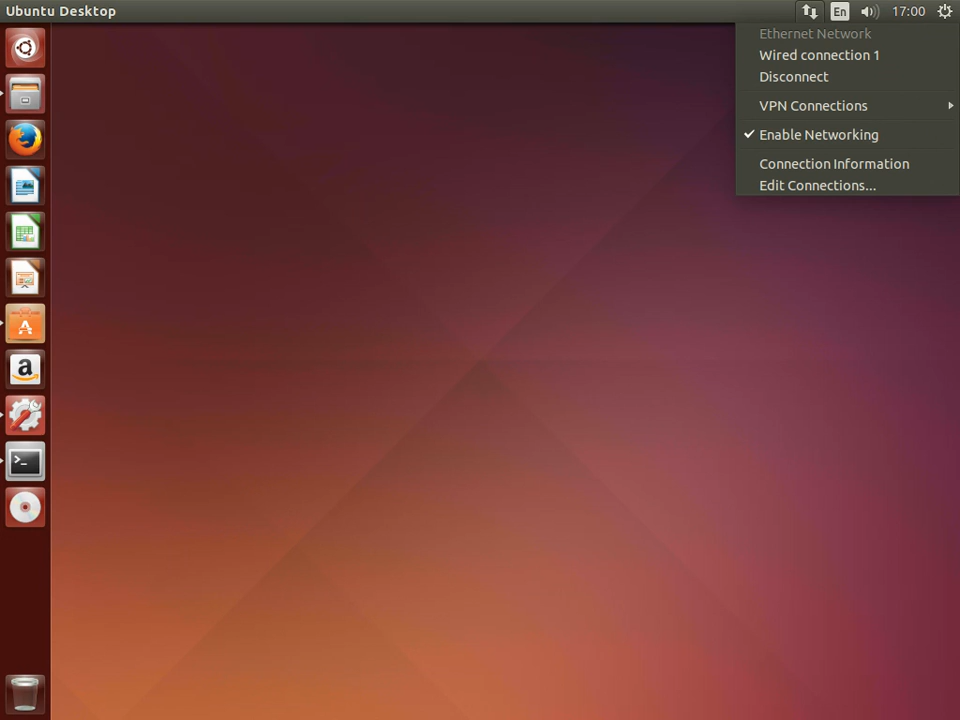 Ubuntu Desktop
En
17:00
Ethernet Network
Wired connection 1
Disconnect
VPN Connections
Enable Networking
Connection Information
Edit Connections...
A
a
>_